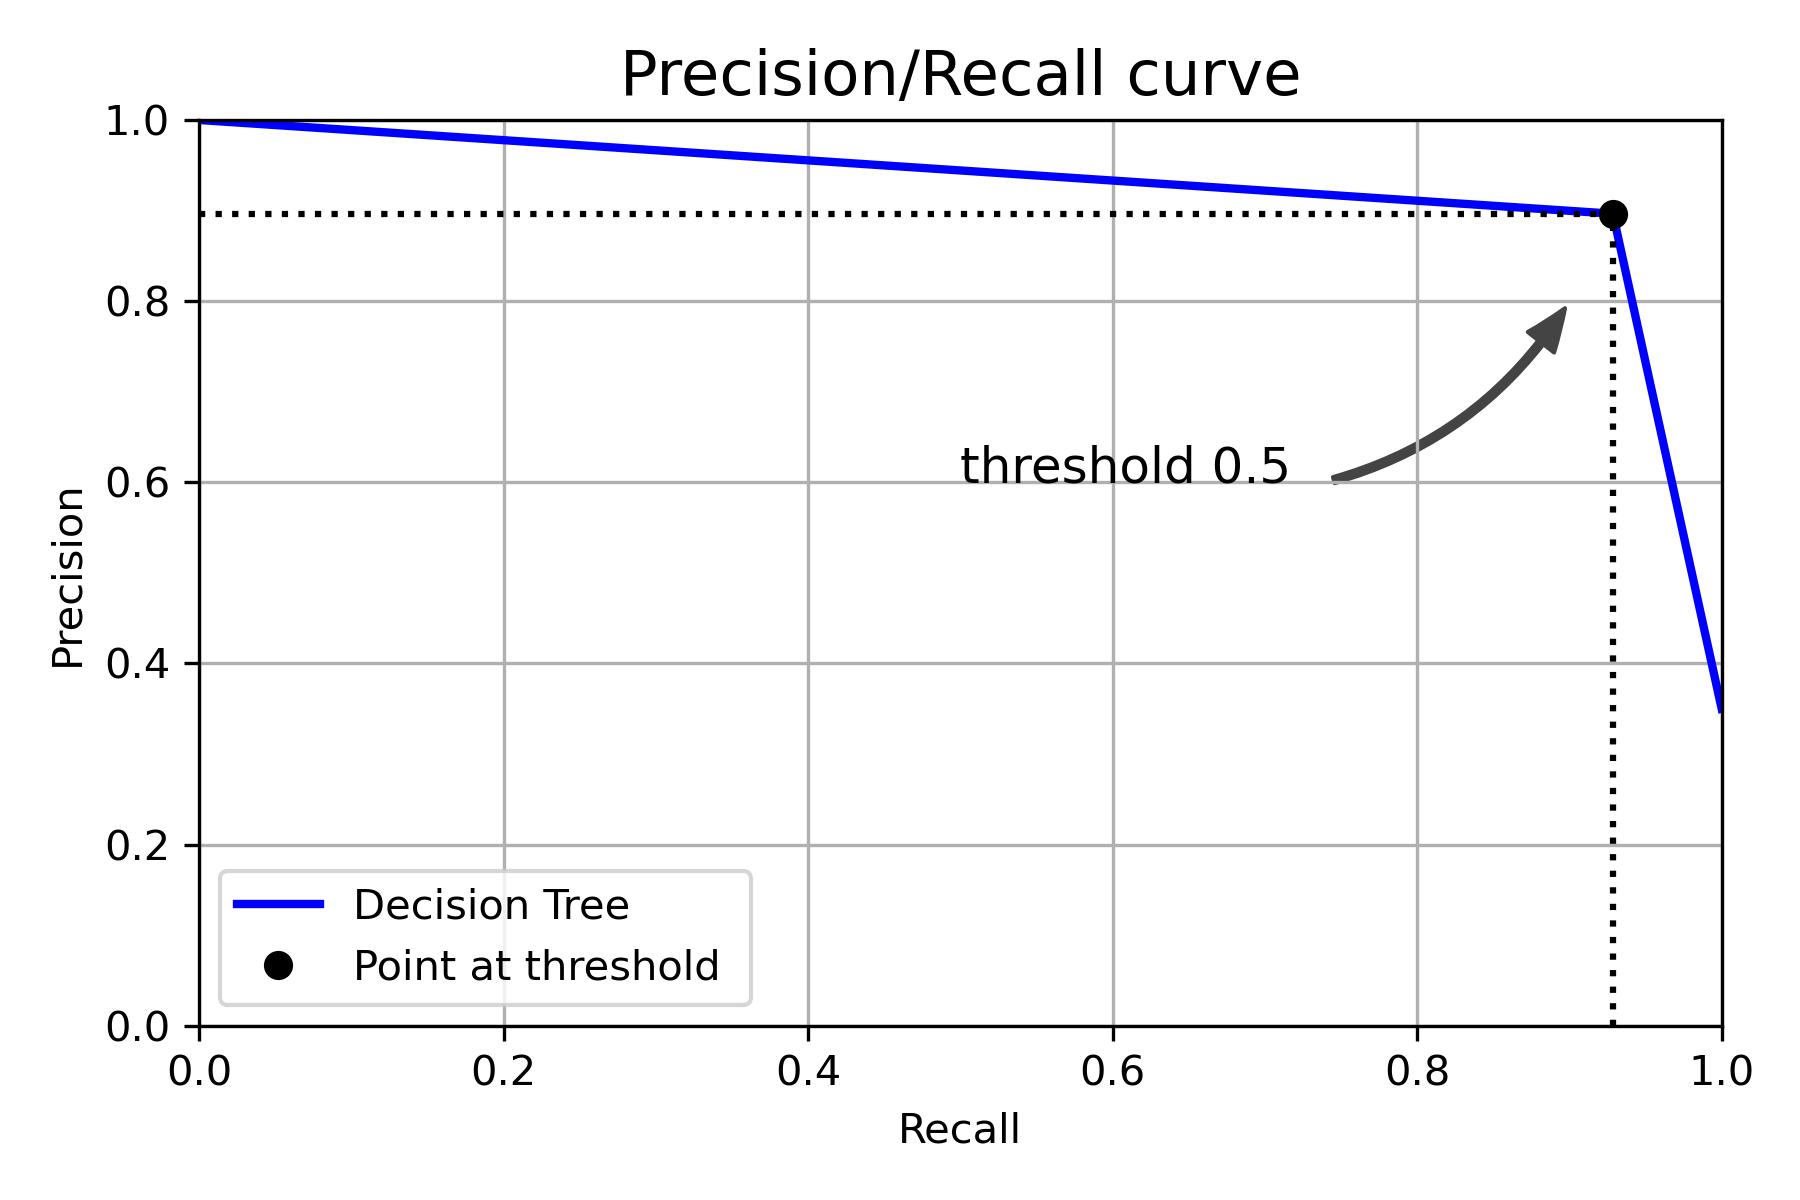 Precision/Recall curve
1.0
0.8
0.6
0.4
0.2
0.0
Precision
threshold 0.5
Decision Tree
Point at threshold
0.0 0.2 0.4 0.6 0.8 1.0
Recall